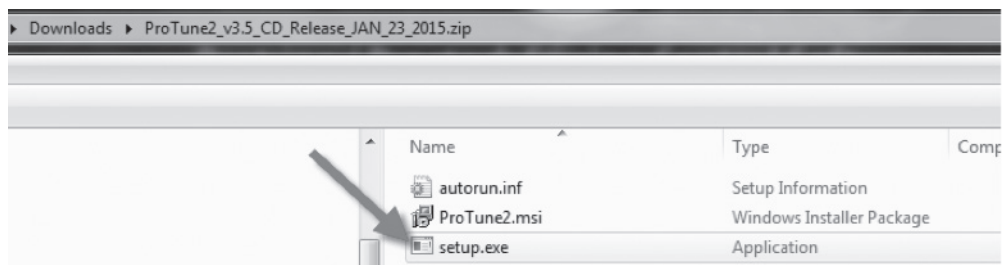 Downloads ▸ ProTune2_v3.5_CD_Release_JAN_23_2015.zip
Name Type
autorun.inf Setup Information
ProTune2.msi Windows Installer Package
setup.exe Application